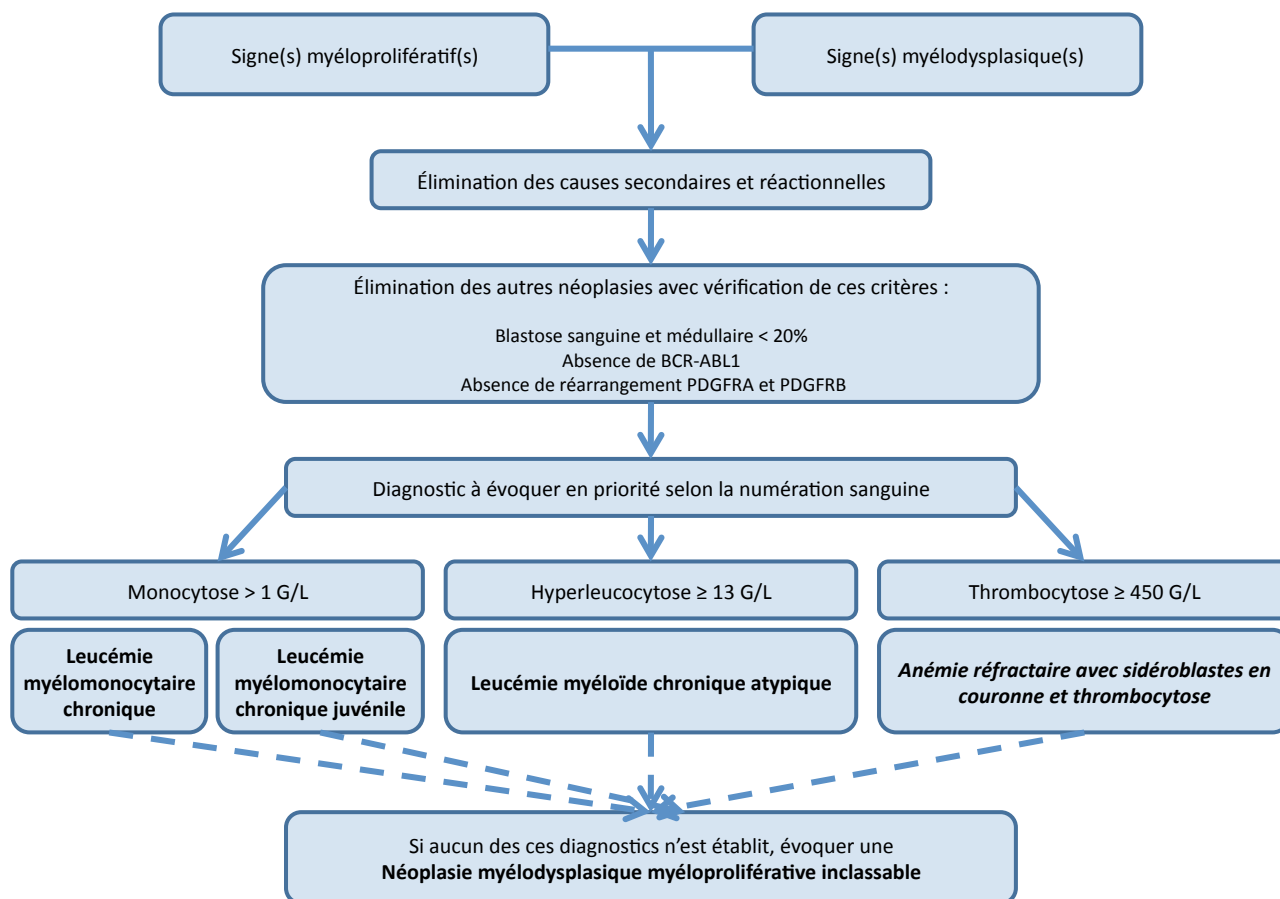 Signe(s) myéloprolifératif(s)
Signe(s) myélodysplasique(s)
Élimination des causes secondaires et réactionnelles
Élimination des autres néoplasies avec vérification de ces critères :
Blastose sanguine et médullaire < 20%
Absence de BCR-ABL1
Absence de réarrangement PDGFRA et PDGFRB
Diagnostic à évoquer en priorité selon la numération sanguine
Monocytose > 1 G/L
Hyperleucocytose ≥ 13 G/L
Thrombocytose ≥ 450 G/L
Leucémie
myélomonocytaire
chronique
Leucémie
myélomonocytaire
chronique juvénile
Leucémie myéloïde chronique atypique
Anémie réfractaire avec sidéroblastes en
couronne et thrombocytose
Si aucun des ces diagnostics n'est établit, évoquer une
Néoplasie myélodysplasique myéloproliférative inclassable